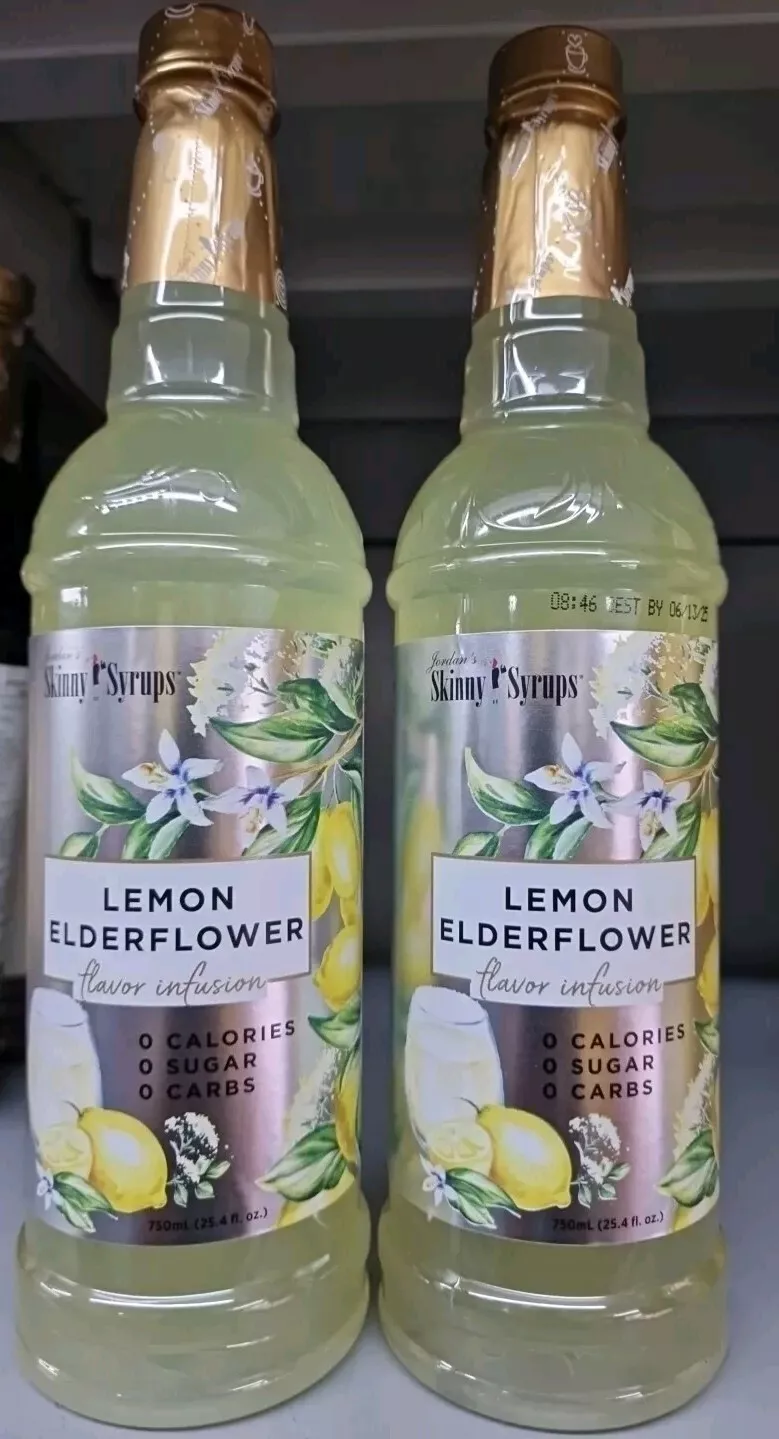 Jordan's
Skinny Syrups
LEMON
ELDERFLOWER
flavor infusion
0 CALORIES
0 SUGAR
0 CARBS
750mL (25.4 fl. oz.)
08:46 BEST BY 06/13/25
Jordan's
Skinny Syrups
LEMON
ELDERFLOWER
flavor infusion
0 CALORIES
0 SUGAR
0 CARBS
750mL (25.4 fl. oz.)